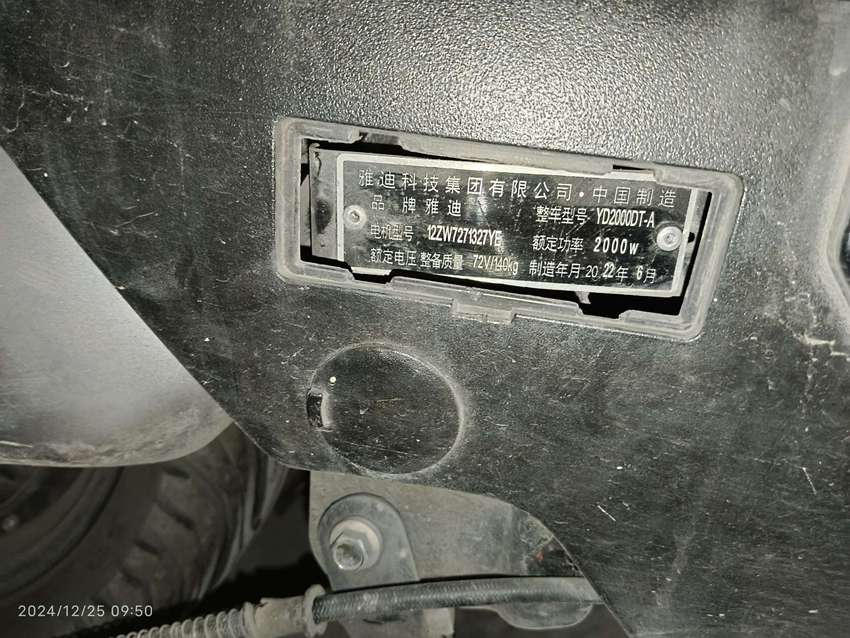 雅迪科技集团有限公司·中国制造
品牌雅迪 整车型号 YD2000DT-A
电机型号 12ZW7271327YE 额定功率 2000w
额定电压 整备质量 72V/140kg 制造年月 2022年 6月
2024/12/25 09:50